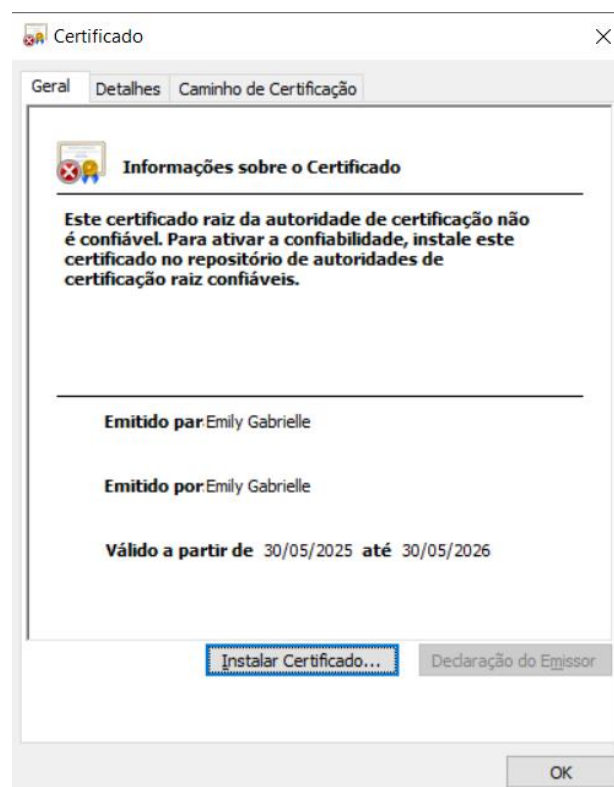 Certificado
Geral Detalhes Caminho de Certificação
Informações sobre o Certificado
Este certificado raiz da autoridade de certificação não
é confiável. Para ativar a confiabilidade, instale este
certificado no repositório de autoridades de
certificação raiz confiáveis.
Emitido par Emily Gabrielle
Emitido por Emily Gabrielle
Válido a partir de 30/05/2025 até 30/05/2026
Instalar Certificado... Declaração do Emissor
OK